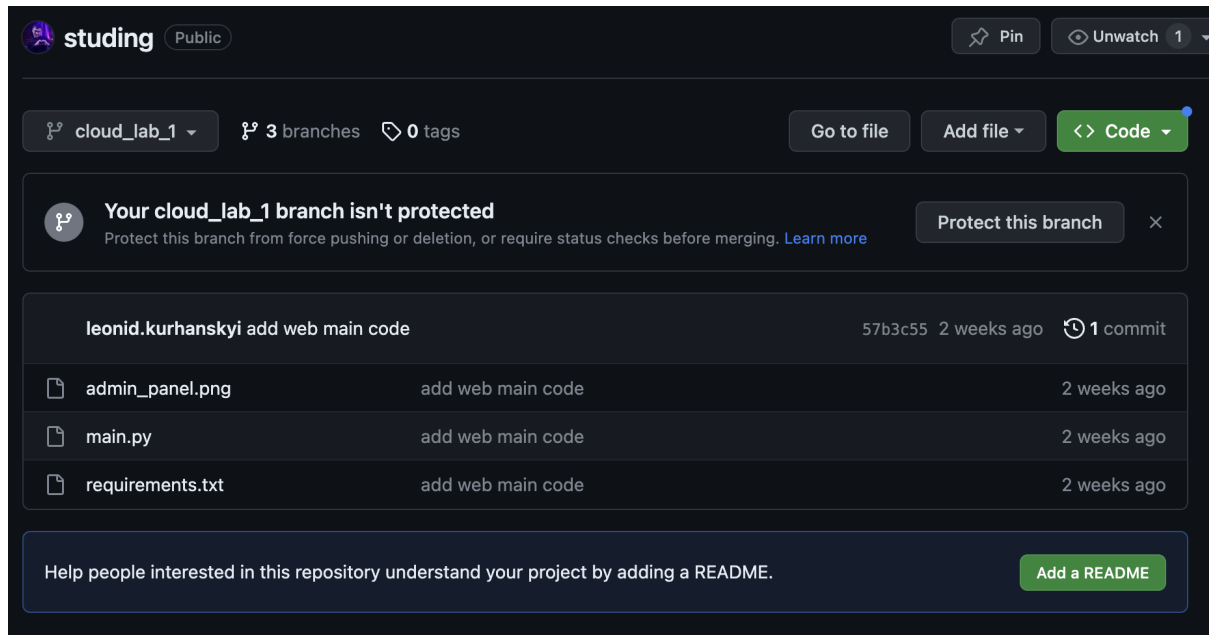 studing Public Pin Unwatch 1
cloud_lab_1 3 branches 0 tags Go to file Add file Code
Your cloud_lab_1 branch isn't protected
Protect this branch from force pushing or deletion, or require status checks before merging. Learn more
Protect this branch
leonid.kurhanskyi add web main code 57b3c55 2 weeks ago 1 commit
admin_panel.png add web main code 2 weeks ago
main.py add web main code 2 weeks ago
requirements.txt add web main code 2 weeks ago
Help people interested in this repository understand your project by adding a README. Add a README